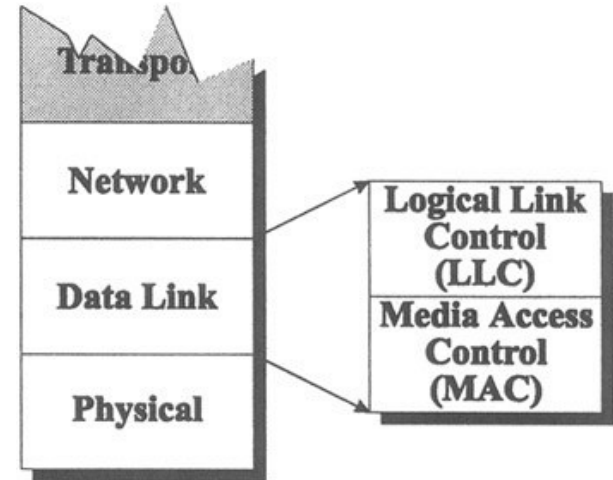 Network
Data Link
Physical
Logical Link
Control
(LLC)
Media Access
Control
(MAC)